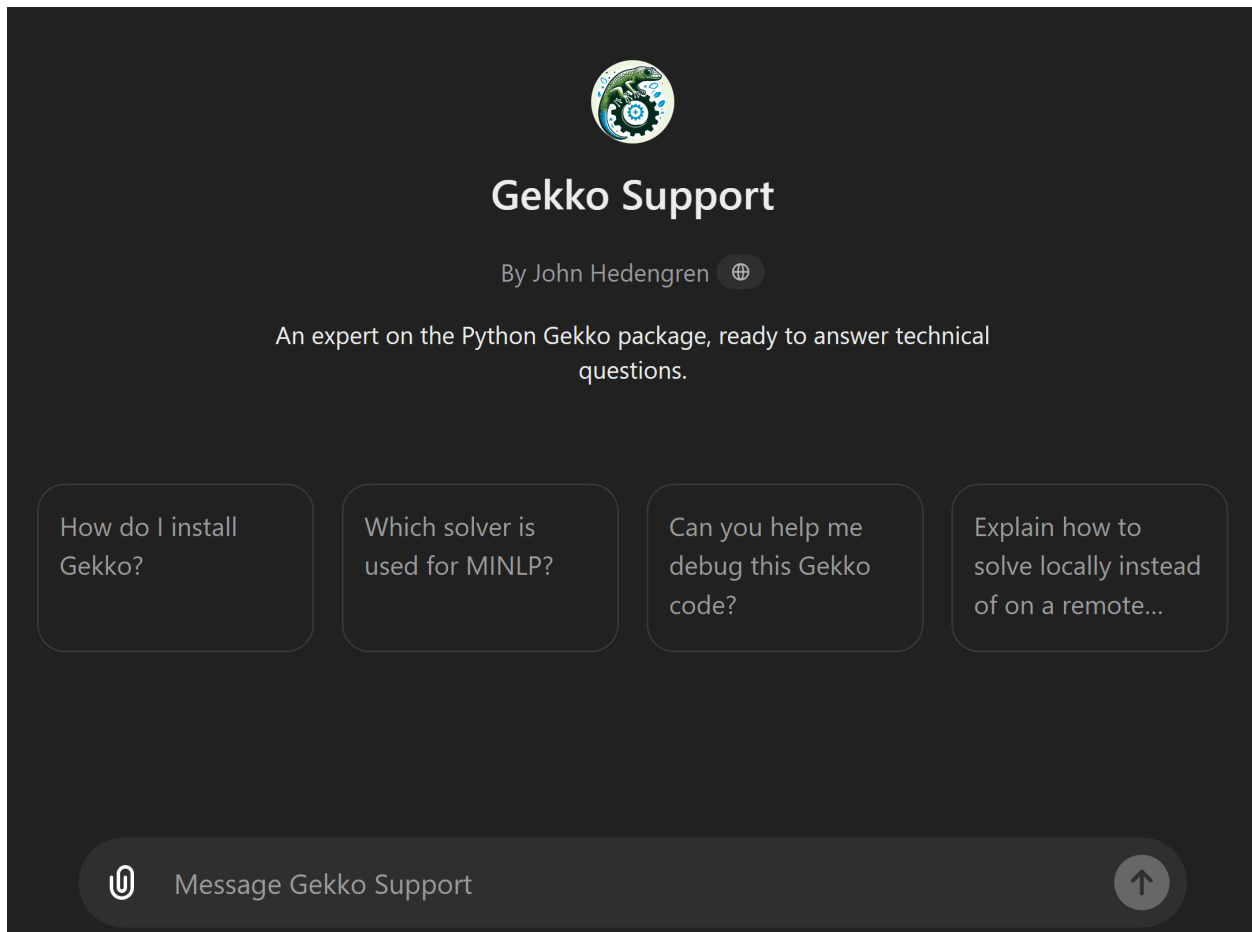 Gekko Support
By John Hedengren
An expert on the Python Gekko package, ready to answer technical
questions.
How do I install
Gekko?
Which solver is
used for MINLP?
Can you help me
debug this Gekko
code?
Explain how to
solve locally instead
of on a remote...
Message Gekko Support